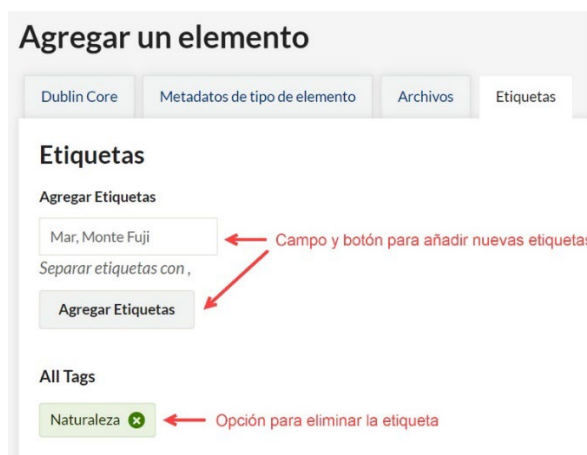 Agregar un elemento
Dublin Core Metadatos de tipo de elemento Archivos Etiquetas
Etiquetas
Agregar Etiquetas
Mar, Monte Fuji
Campo y botón para añadir nuevas etiquetas
Separar etiquetas con ,
Agregar Etiquetas
All Tags
Naturaleza
Opción para eliminar la etiqueta